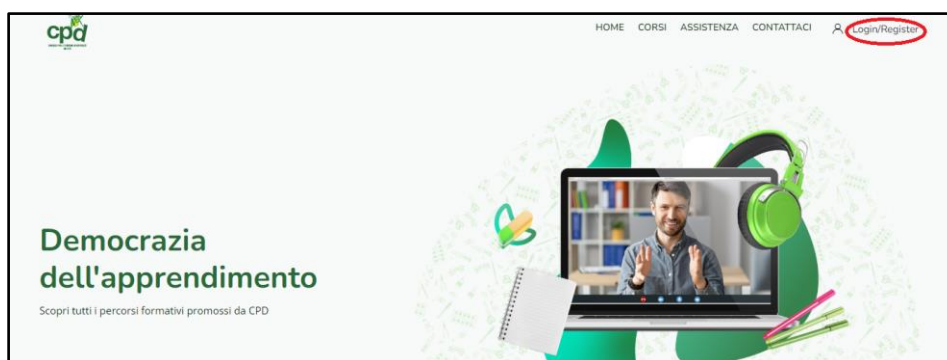 cpd
HOME CORSI ASSISTENZA CONTATTACI Login/Register
Democrazia
dell'apprendimento
Scopri tutti i percorsi formativi promossi da CPD